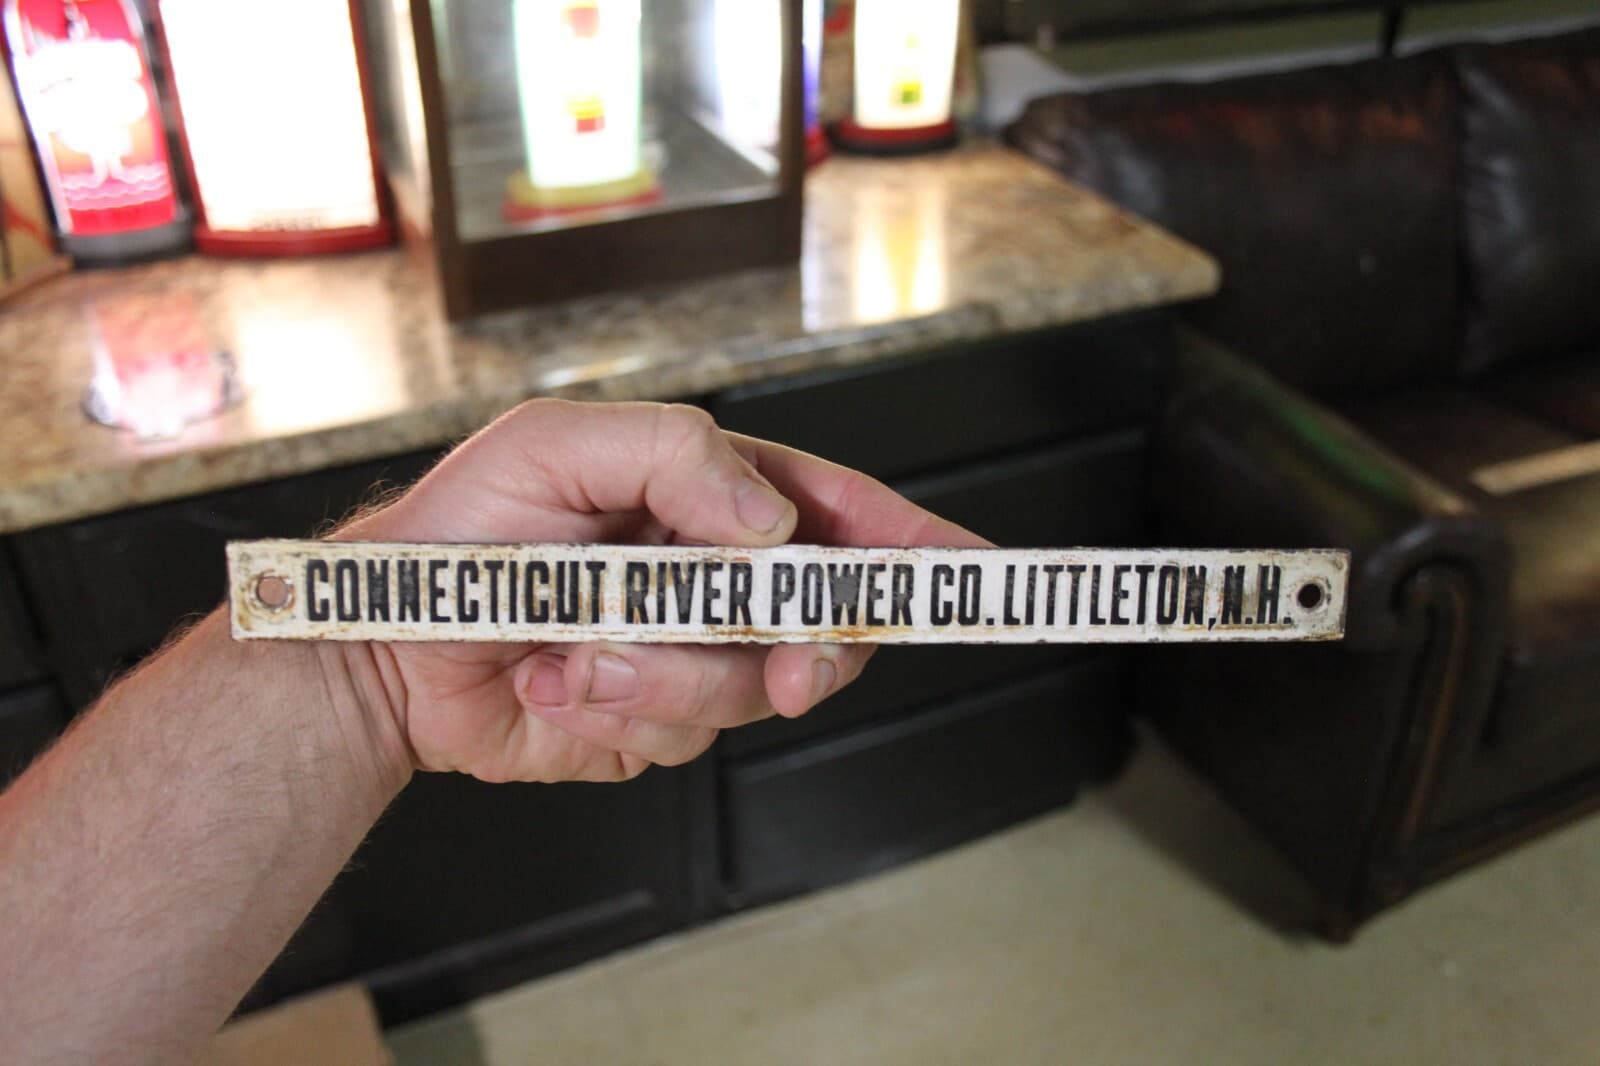 CONNECTICUT RIVER POWER CO. LITTLETON, N.H.